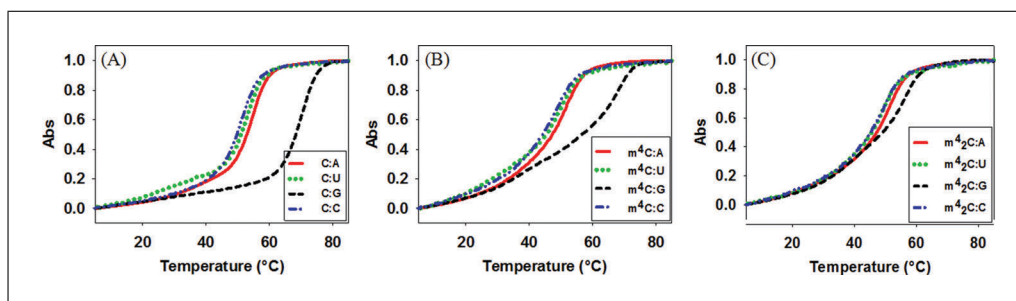 (A)
Abs
1.0
0.8
0.6
0.4
0.2
0.0
C:A
C:U
C:G
C:C
20 40 60 80
Temperature (°C)
(B)
Abs
1.0
0.8
0.6
0.4
0.2
0.0
m⁴C:A
m⁴C:U
m⁴C:G
m⁴C:C
20 40 60 80
Temperature (°C)
(C)
Abs
1.0
0.8
0.6
0.4
0.2
0.0
m⁴₂C:A
m⁴₂C:U
m⁴₂C:G
m⁴₂C:C
20 40 60 80
Temperature (°C)